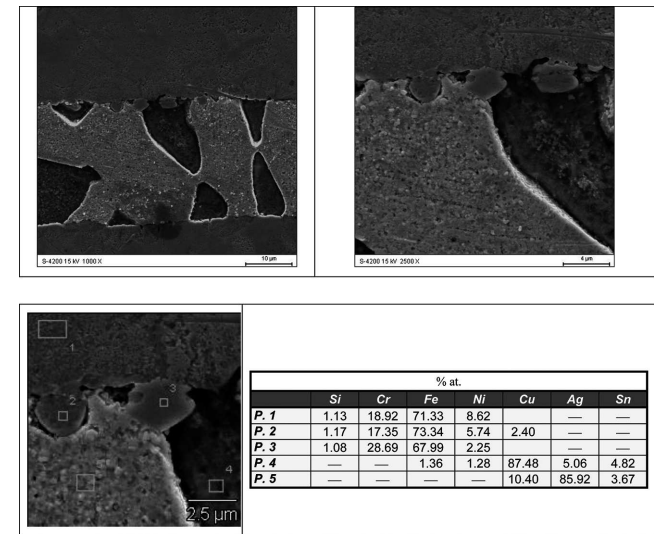 S-4200 15 kV 1000 X 10 µm
S-4200 15 kV 2500 X 4 µm
1
2
3
4
2.5 µm
% at.
Si Cr Fe Ni Cu Ag Sn
P. 1 1.13 18.92 71.33 8.62 — —
P. 2 1.17 17.35 73.34 5.74 2.40 — —
P. 3 1.08 28.69 67.99 2.25 — —
P. 4 — — 1.36 1.28 87.48 5.06 4.82
P. 5 — — — — 10.40 85.92 3.67